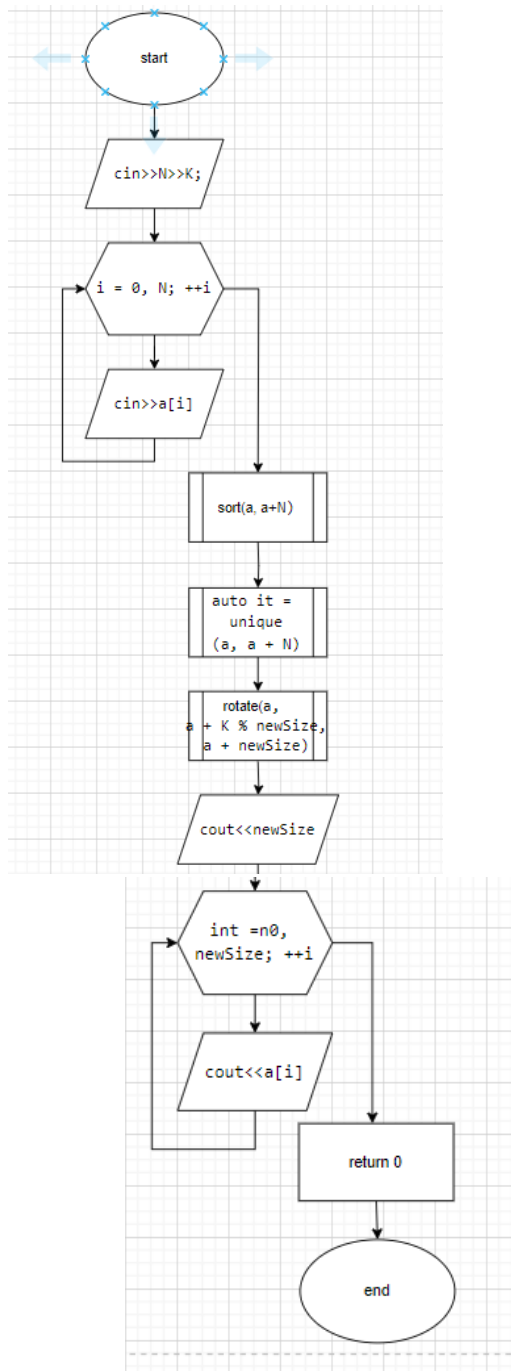 start
cin>>N>>K;
i = 0, N; ++i
cin>>a[i]
sort(a, a+N)
auto it =
unique
(a, a + N)
rotate(a,
a + K % newSize,
a + newSize)
cout<<newSize
int =n0,
newSize; ++i
cout<<a[i]
return 0
end